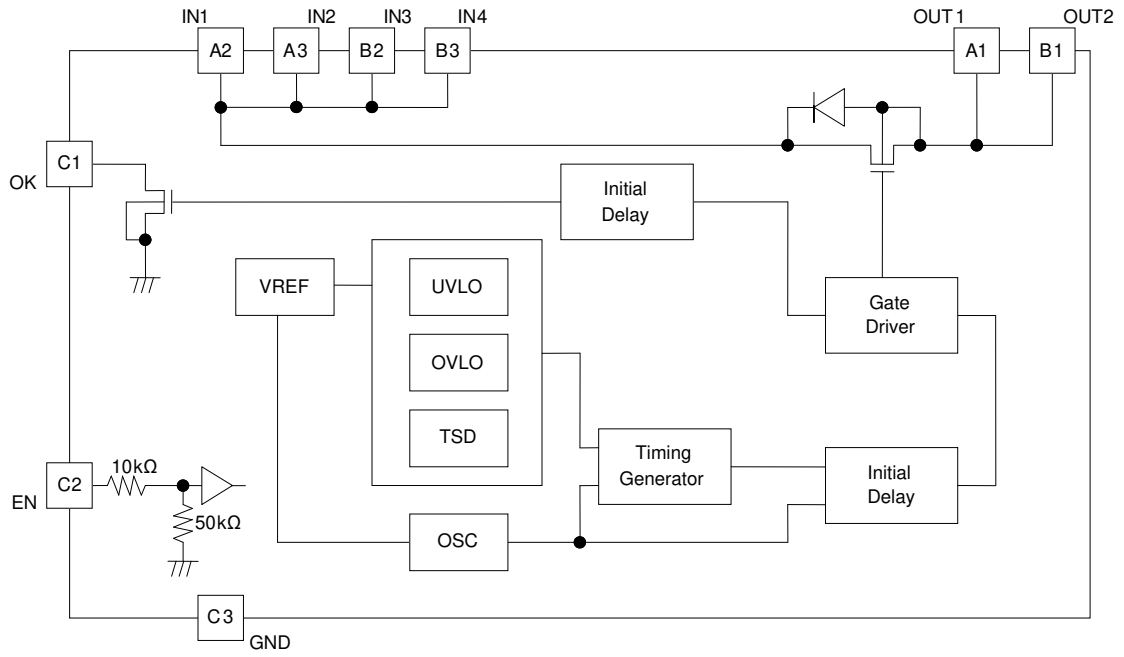 IN1 IN2 IN3 IN4 OUT1 OUT2
A2 A3 B2 B3 A1 B1
C1
OK
Initial
Delay
VREF
UVLO
Gate
Driver
OVLO
TSD
Timing
Generator
Initial
Delay
C2
EN
10kΩ
50kΩ
OSC
C3
GND